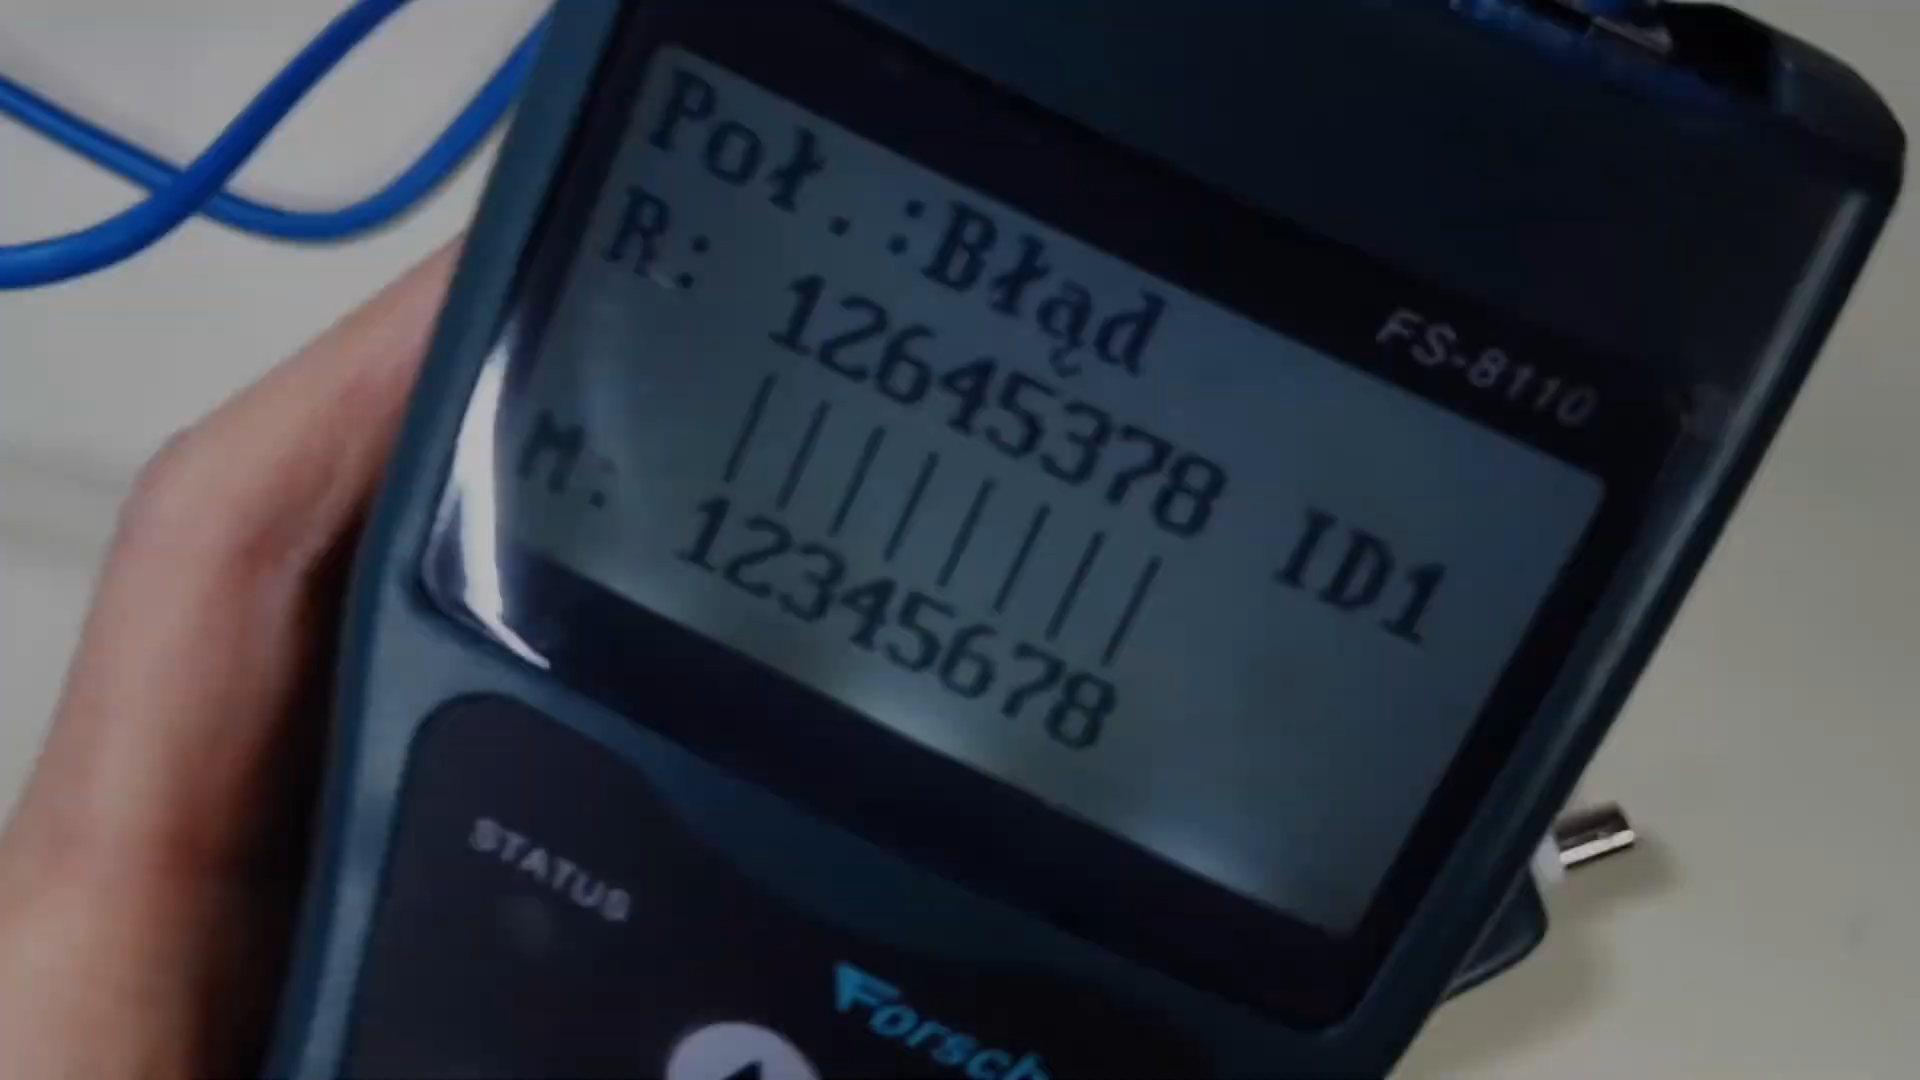 Poł.:Błąd
R: 12645378 ID1
||||||||
M: 12345678
FS-8110
STATUS
Forsch